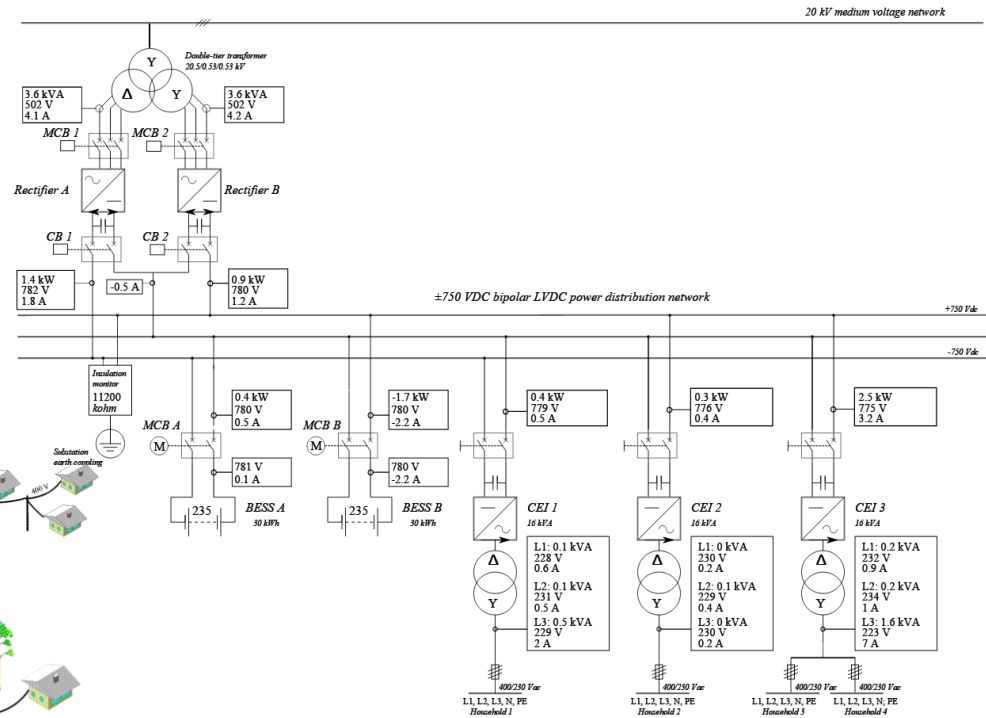 20 kV medium voltage network
Y
Δ
Y
Double-tier transformer
20.5/0.53/0.53 kV
3.6 kVA
502 V
4.1 A
3.6 kVA
502 V
4.2 A
MCB 1
MCB 2
Rectifier A
Rectifier B
CB 1
CB 2
1.4 kW
782 V
1.8 A
-0.5 A
0.9 kW
780 V
1.2 A
±750 VDC bipolar LVDC power distribution network
+750 Vdc
-750 Vdc
Insulation
monitor
11200
kohm
Substation
earth coupling
400 V
MCB A
M
0.4 kW
780 V
0.5 A
781 V
0.1 A
235
BESS A
30 kWh
MCB B
M
-1.7 kW
780 V
-2.2 A
780 V
-2.2 A
235
BESS B
30 kWh
0.4 kW
779 V
0.5 A
CEI 1
16 kVA
Δ
Y
L1: 0.1 kVA
228 V
0.6 A
L2: 0.1 kVA
231 V
0.5 A
L3: 0.5 kVA
229 V
2 A
400/230 Vac
L1, L2, L3, N, PE
Household 1
0.3 kW
776 V
0.4 A
CEI 2
16 kVA
Δ
Y
L1: 0 kVA
230 V
0.2 A
L2: 0.1 kVA
229 V
0.4 A
L3: 0 kVA
230 V
0.2 A
400/230 Vac
L1, L2, L3, N, PE
Household 2
2.5 kW
775 V
3.2 A
CEI 3
16 kVA
Δ
Y
L1: 0.2 kVA
232 V
0.9 A
L2: 0.2 kVA
234 V
1 A
L3: 1.6 kVA
223 V
7 A
400/230 Vac
L1, L2, L3, N, PE
Household 3
400/230 Vac
L1, L2, L3, N, PE
Household 4